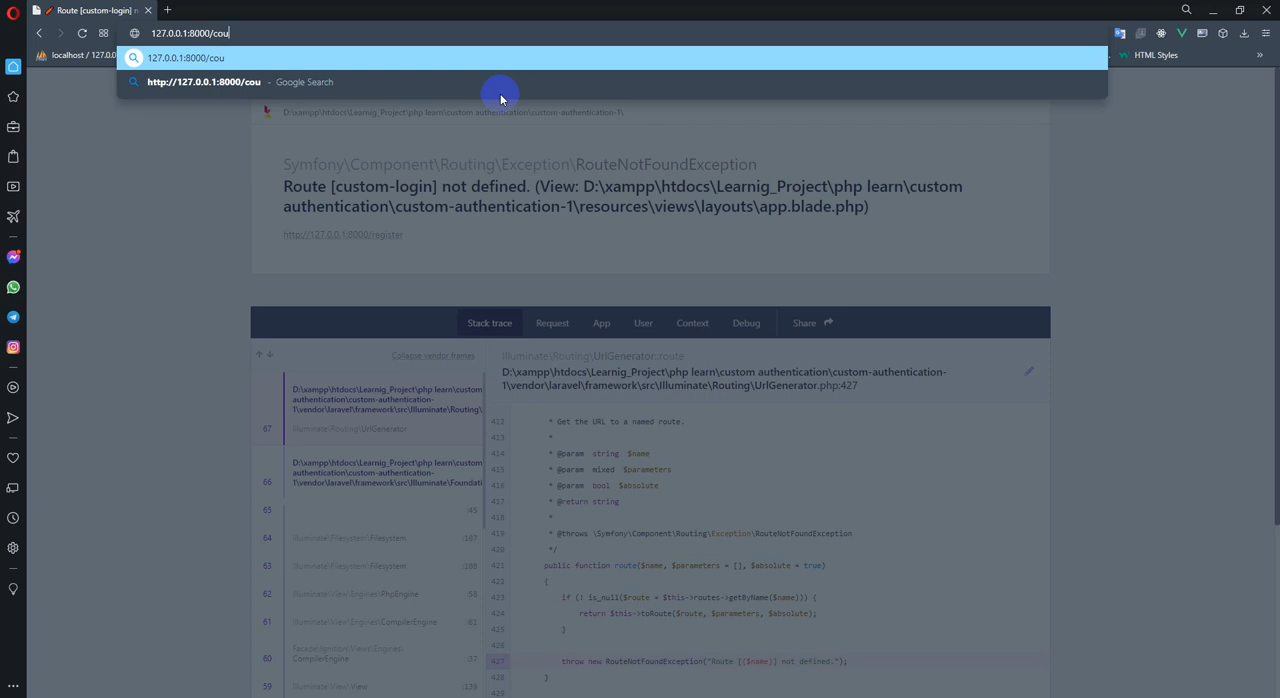 Route [custom-login] n
127.0.0.1:8000/cou
localhost / 127.0.0
127.0.0.1:8000/cou
HTML Styles
http://127.0.0.1:8000/cou - Google Search
D:\xampp\htdocs\Learnig_Project\php learn\custom authentication\custom-authentication-1\
Symfony\Component\Routing\Exception\RouteNotFoundException
Route [custom-login] not defined. (View: D:\xampp\htdocs\Learnig_Project\php learn\custom
authentication\custom-authentication-1\resources\views\layouts\app.blade.php)
http://127.0.0.1:8000/register
Stack trace Request App User Context Debug Share
Collapse vendor frames
Illuminate\Routing\UrlGenerator::route
D:\xampp\htdocs\Learnig_Project\php learn\custom authentication\custom-authentication-
1\vendor\laravel\framework\src\Illuminate\Routing\UrlGenerator.php:427
D:\xampp\htdocs\Learnig_Project\php learn\custom
authentication\custom-authentication-
1\vendor\laravel\framework\src\Illuminate\Routing\
67 Illuminate\Routing\UrlGenerator
D:\xampp\htdocs\Learnig_Project\php learn\custom
authentication\custom-authentication-
66 1\vendor\laravel\framework\src\Illuminate\Foundati
65 :45
64 Illuminate\Filesystem\Filesystem :107
63 Illuminate\Filesystem\Filesystem :108
62 Illuminate\View\Engines\PhpEngine :58
61 Illuminate\View\Engines\CompilerEngine :61
Facade\Ignition\Views\Engines\
60 CompilerEngine :37
59 Illuminate\View\View :139
412 * Get the URL to a named route.
413 *
414 * @param string $name
415 * @param mixed $parameters
416 * @param bool $absolute
417 * @return string
418 *
419 * @throws \Symfony\Component\Routing\Exception\RouteNotFoundException
420 */
421 public function route($name, $parameters = [], $absolute = true)
422 {
423 if (! is_null($route = $this->routes->getByName($name))) {
424 return $this->toRoute($route, $parameters, $absolute);
425 }
426
427 throw new RouteNotFoundException("Route [{$name}] not defined.");
428 }
429